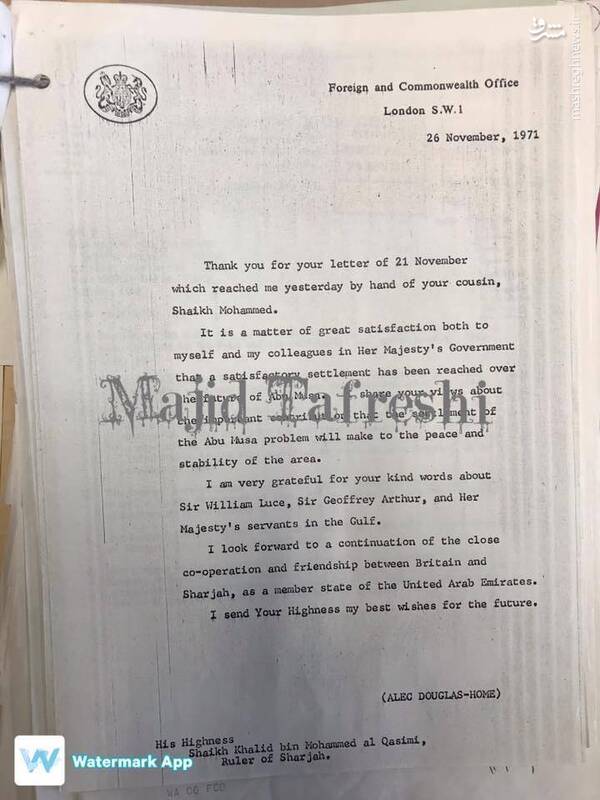 مشرق
mashreghnews.ir
Foreign and Commonwealth Office
London S.W.1
26 November, 1971
Thank you for your letter of 21 November
which reached me yesterday by hand of your cousin,
Shaikh Mohammed.
It is a matter of great satisfaction both to
myself and my colleagues in Her Majesty's Government
that a satisfactory settlement has been reached over
the future of Abu Musa. I share your views about
the important contribution that the settlement of
the Abu Musa problem will make to the peace and
stability of the area.
Majid Tafreshi
I am very grateful for your kind words about
Sir William Luce, Sir Geoffrey Arthur, and Her
Majesty's servants in the Gulf.
I look forward to a continuation of the close
co-operation and friendship between Britain and
Sharjah, as a member state of the United Arab Emirates.
I send Your Highness my best wishes for the future.
(ALEC DOUGLAS-HOME)
His Highness
Shaikh Khalid bin Mohammed al Qasimi,
Ruler of Sharjah.
Watermark App